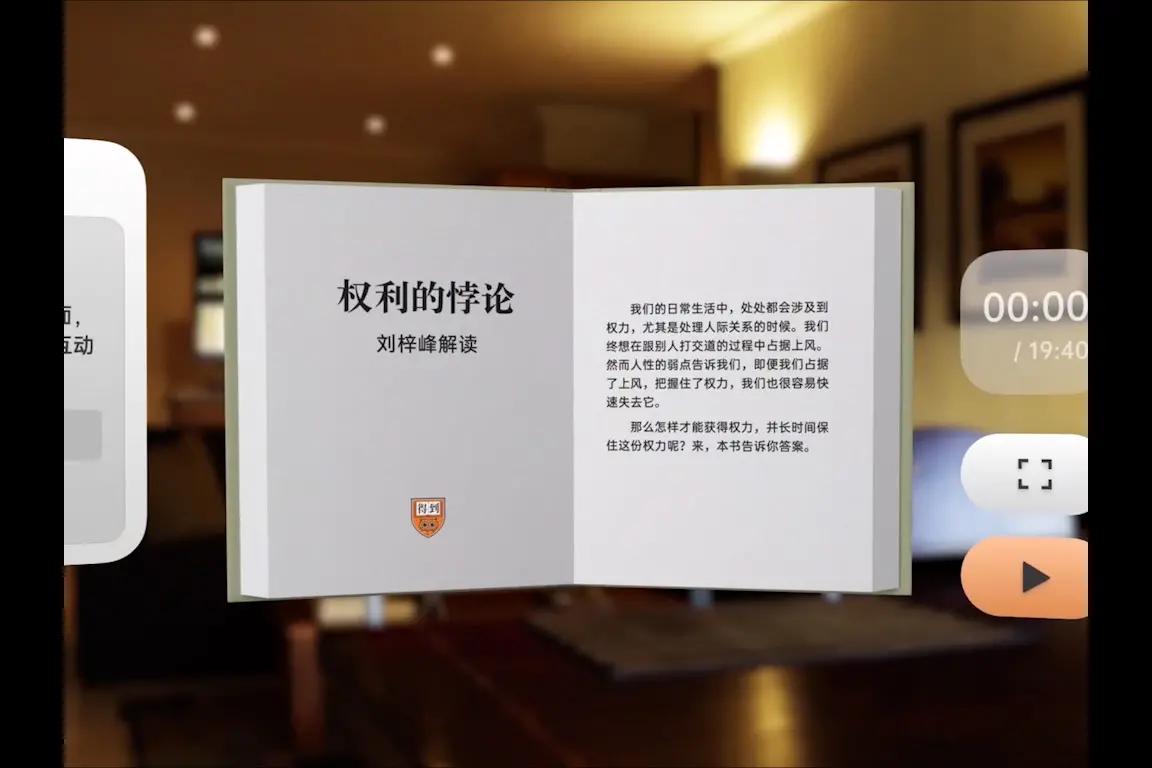 互动
权利的悖论
刘梓峰解读
得到
我们的日常生活中，处处都会涉及到
权力，尤其是处理人际关系的时候。我们
终想在跟别人打交道的过程中占据上风。
然而人性的弱点告诉我们，即便我们占据
了上风，把握住了权力，我们也很容易快
速失去它。
那么怎样才能获得权力，并长时间保
住这份权力呢？来，本书告诉你答案。
00:00
/ 19:40